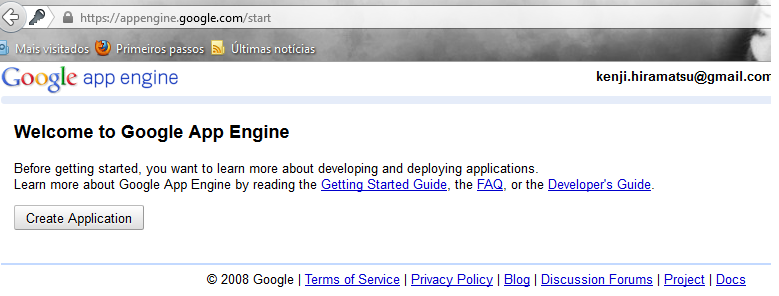 https://appengine.google.com/start
Mais visitados Primeiros passos Últimas notícias
Google app engine
kenji.hiramatsu@gmail.com
Welcome to Google App Engine
Before getting started, you want to learn more about developing and deploying applications.
Learn more about Google App Engine by reading the Getting Started Guide, the FAQ, or the Developer's Guide.
Create Application
© 2008 Google | Terms of Service | Privacy Policy | Blog | Discussion Forums | Project | Docs